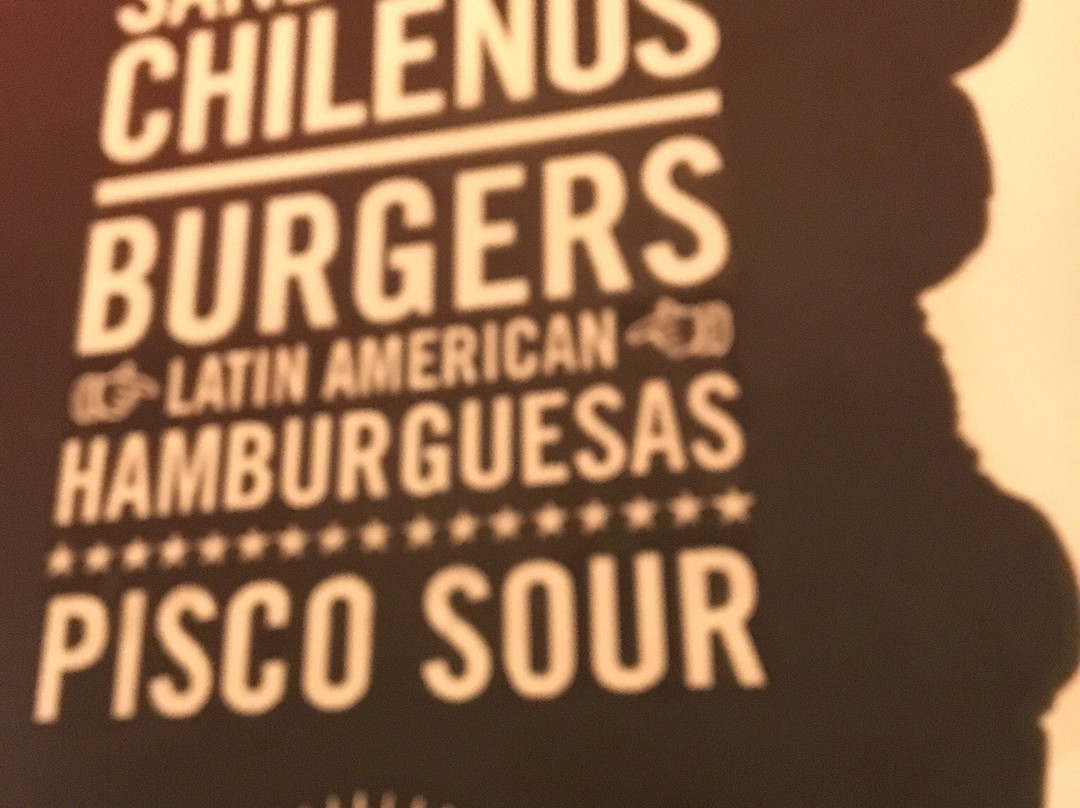 CHILENOS
BURGERS
LATIN AMERICAN
HAMBURGUESAS
PISCO SOUR